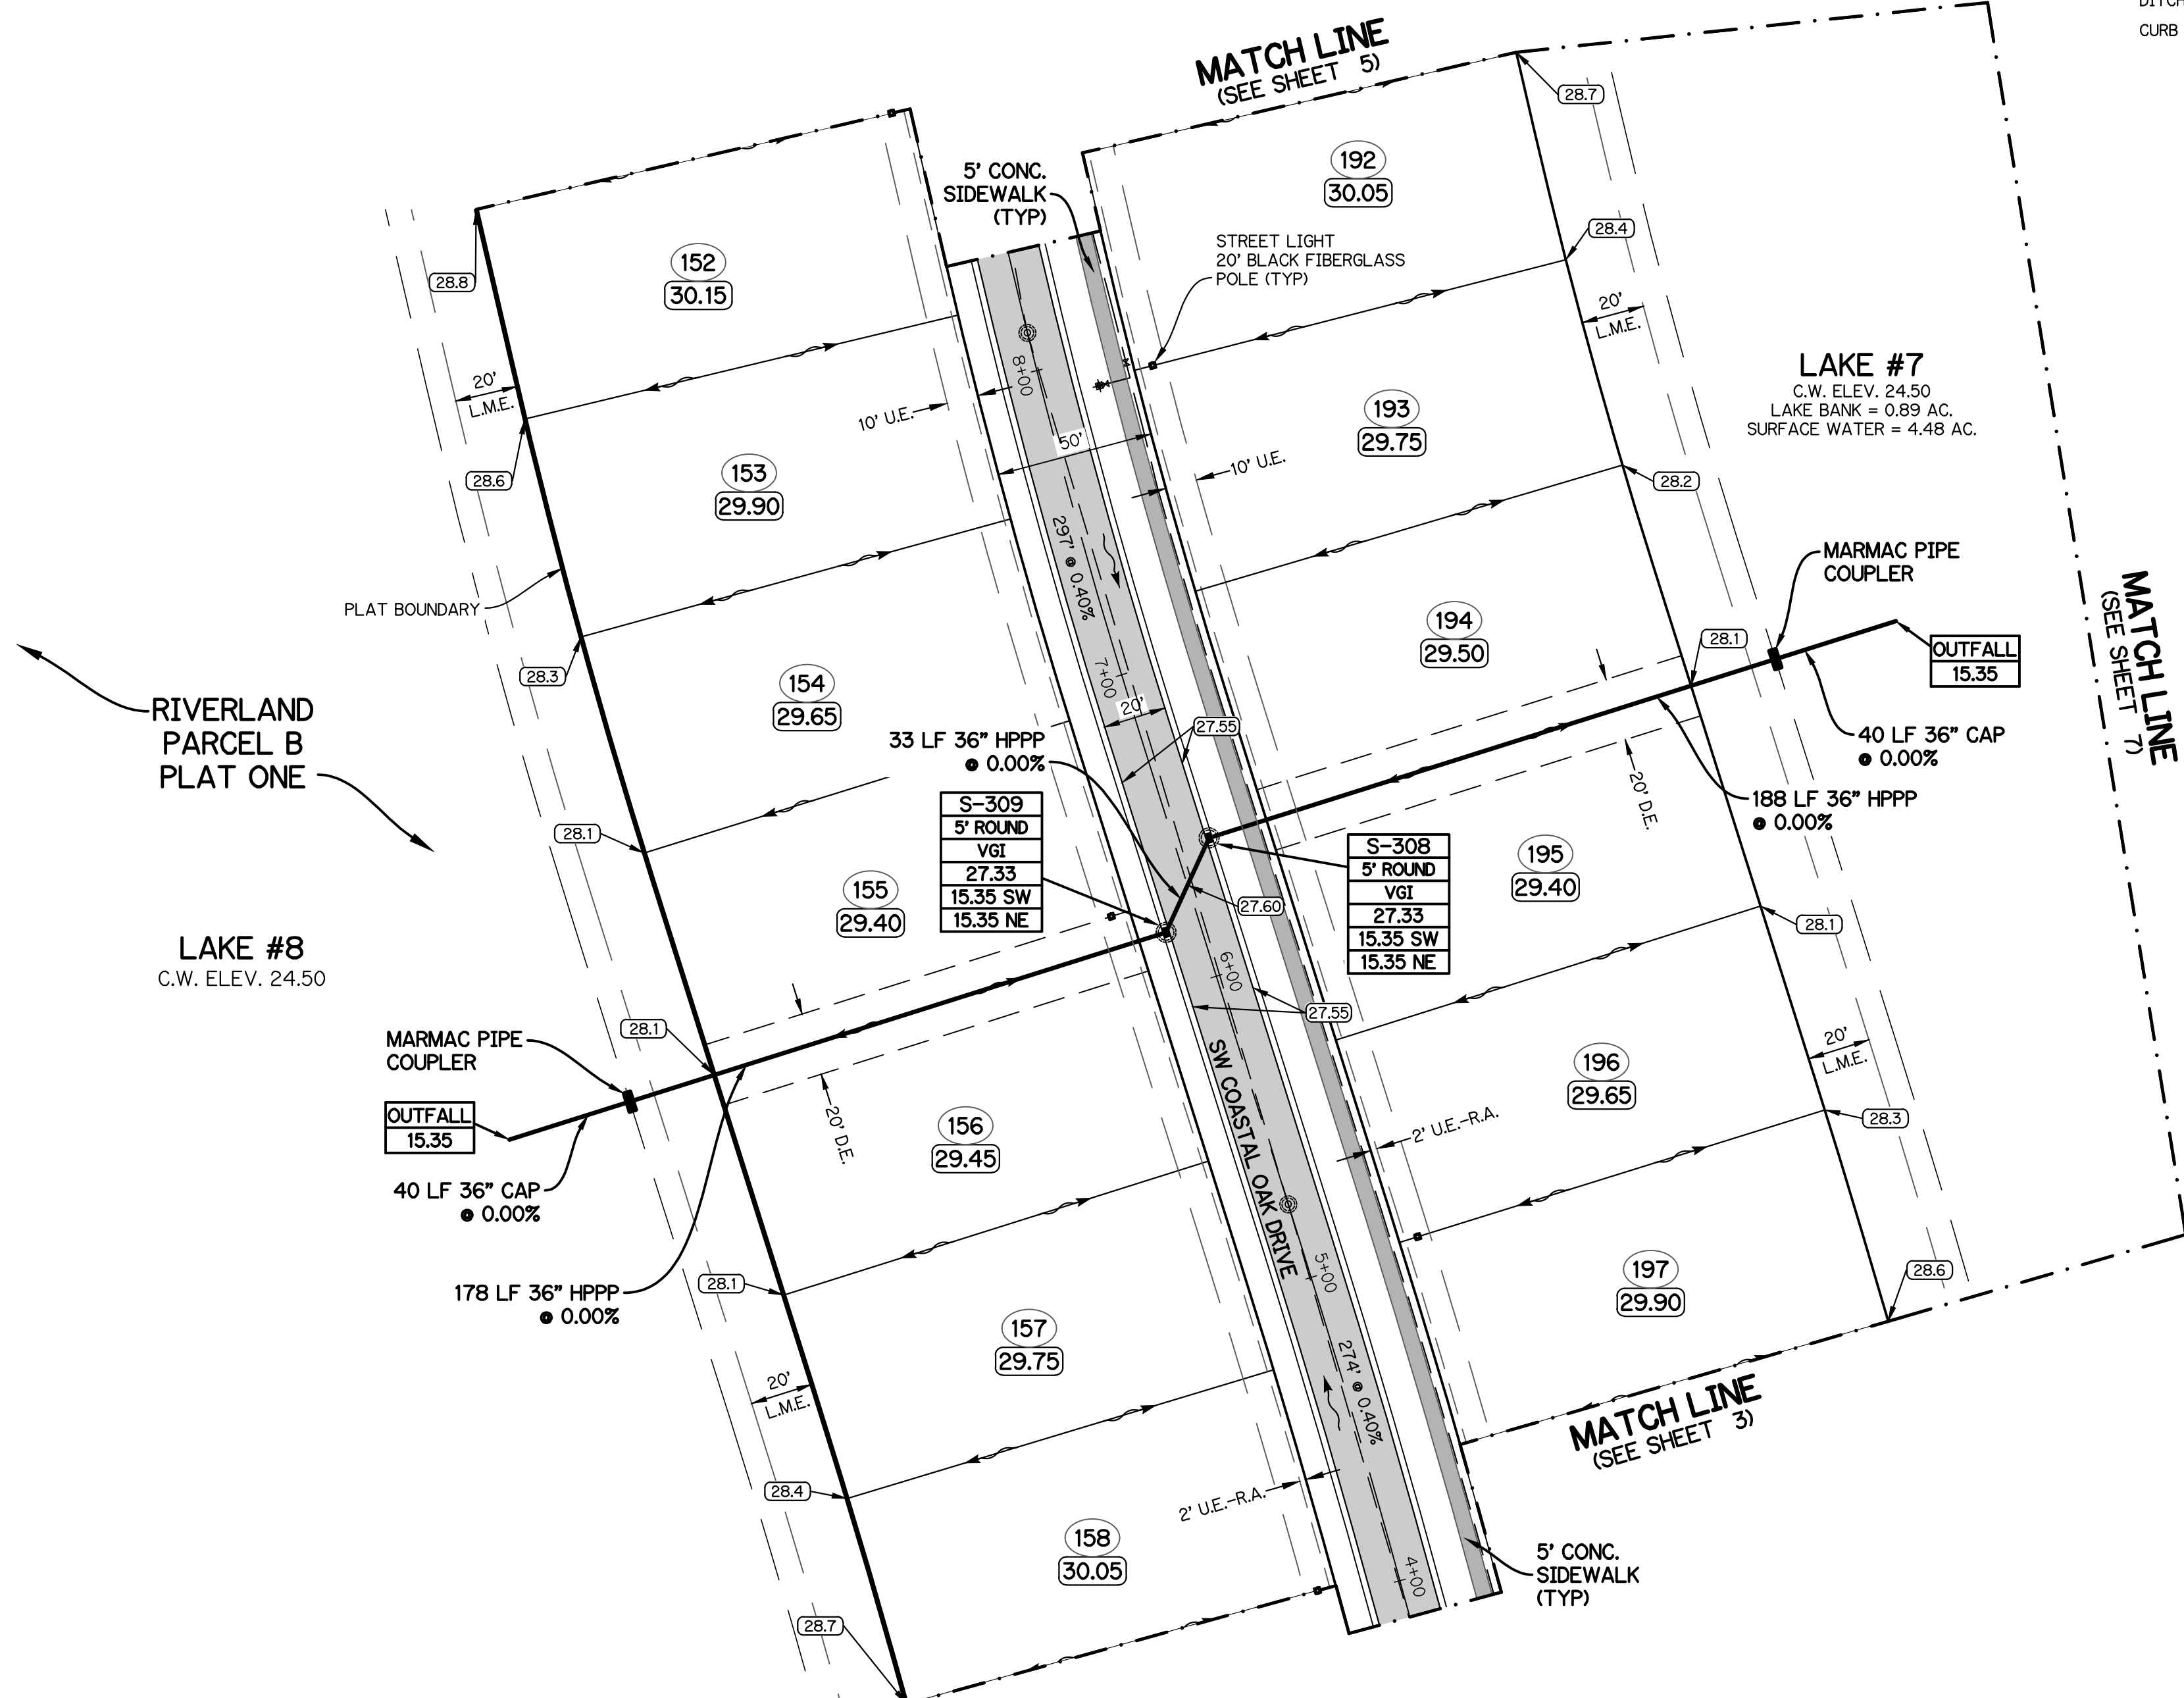 DITCH
CURB
MATCH LINE
(SEE SHEET 5)
28.7
192
30.05
5' CONC.
SIDEWALK
(TYP)
STREET LIGHT
20' BLACK FIBERGLASS
POLE (TYP)
28.4
152
30.15
28.8
20'
L.M.E.
8+00
20'
L.M.E.
LAKE #7
C.W. ELEV. 24.50
LAKE BANK = 0.89 AC.
SURFACE WATER = 4.48 AC.
10' U.E.
50'
193
29.75
10' U.E.
28.6
153
29.90
28.2
297' @ 0.40%
MARMAC PIPE
COUPLER
PLAT BOUNDARY
194
29.50
28.1
OUTFALL
15.35
MATCH LINE
(SEE SHEET 7)
28.3
154
29.65
7+00
20'
27.55
RIVERLAND
PARCEL B
PLAT ONE
33 LF 36" HPPP
@ 0.00%
40 LF 36" CAP
@ 0.00%
20' D.E.
188 LF 36" HPPP
@ 0.00%
S-309
5' ROUND
VGI
27.33
15.35 SW
15.35 NE
S-308
5' ROUND
VGI
27.33
15.35 SW
15.35 NE
28.1
155
29.40
195
29.40
27.60
28.1
LAKE #8
C.W. ELEV. 24.50
6+00
27.55
28.1
MARMAC PIPE
COUPLER
20'
L.M.E.
OUTFALL
15.35
20' D.E.
156
29.45
SW COASTAL OAK DRIVE
196
29.65
2' U.E.-R.A.
28.3
40 LF 36" CAP
@ 0.00%
178 LF 36" HPPP
@ 0.00%
28.1
5+00
197
29.90
28.6
157
29.75
20'
L.M.E.
274' @ 0.40%
MATCH LINE
(SEE SHEET 3)
28.4
2' U.E.-R.A.
158
30.05
4+00
5' CONC.
SIDEWALK
(TYP)
28.7